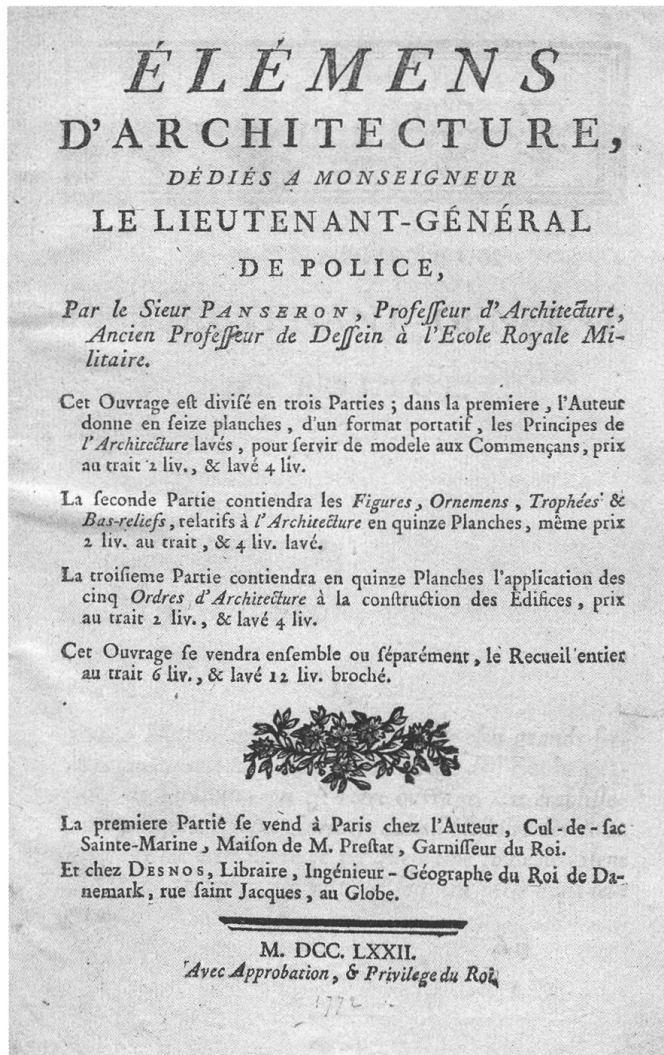 ÉLÉMENS
D'ARCHITECTURE,
DÉDIÉS A MONSEIGNEUR
LE LIEUTENANT-GÉNÉRAL
DE POLICE,
Par le Sieur PANSERON, Profeſſeur d'Architecture,
Ancien Profeſſeur de Deſſein à l'Ecole Royale Mi-
litaire.
Cet Ouvrage eſt diviſé en trois Parties ; dans la premiere, l'Auteur
donne en ſeize planches, d'un format portatif, les Principes de
l'Architecture lavés, pour ſervir de modele aux Commençans, prix
au trait 2 liv., & lavé 4 liv.
La ſeconde Partie contiendra les Figures, Ornemens, Trophées &
Bas-reliefs, relatifs à l'Architecture en quinze Planches, même prix
2 liv. au trait, & 4 liv. lavé.
La troiſieme Partie contiendra en quinze Planches l'application des
cinq Ordres d'Architecture à la conſtruction des Edifices, prix
au trait 2 liv., & lavé 4 liv.
Cet Ouvrage ſe vendra enſemble ou ſéparément, le Recueil entier
au trait 6 liv., & lavé 12 liv. broché.
La premiere Partie ſe vend à Paris chez l'Auteur, Cul-de-ſac
Sainte-Marine, Maiſon de M. Preſtat, Garniſſeur du Roi.
Et chez DESNOS, Libraire, Ingénieur-Géographe du Roi de Da-
nemark, rue ſaint Jacques, au Globe.
M. DCC. LXXII.
Avec Approbation, & Privilege du Roi.
1772